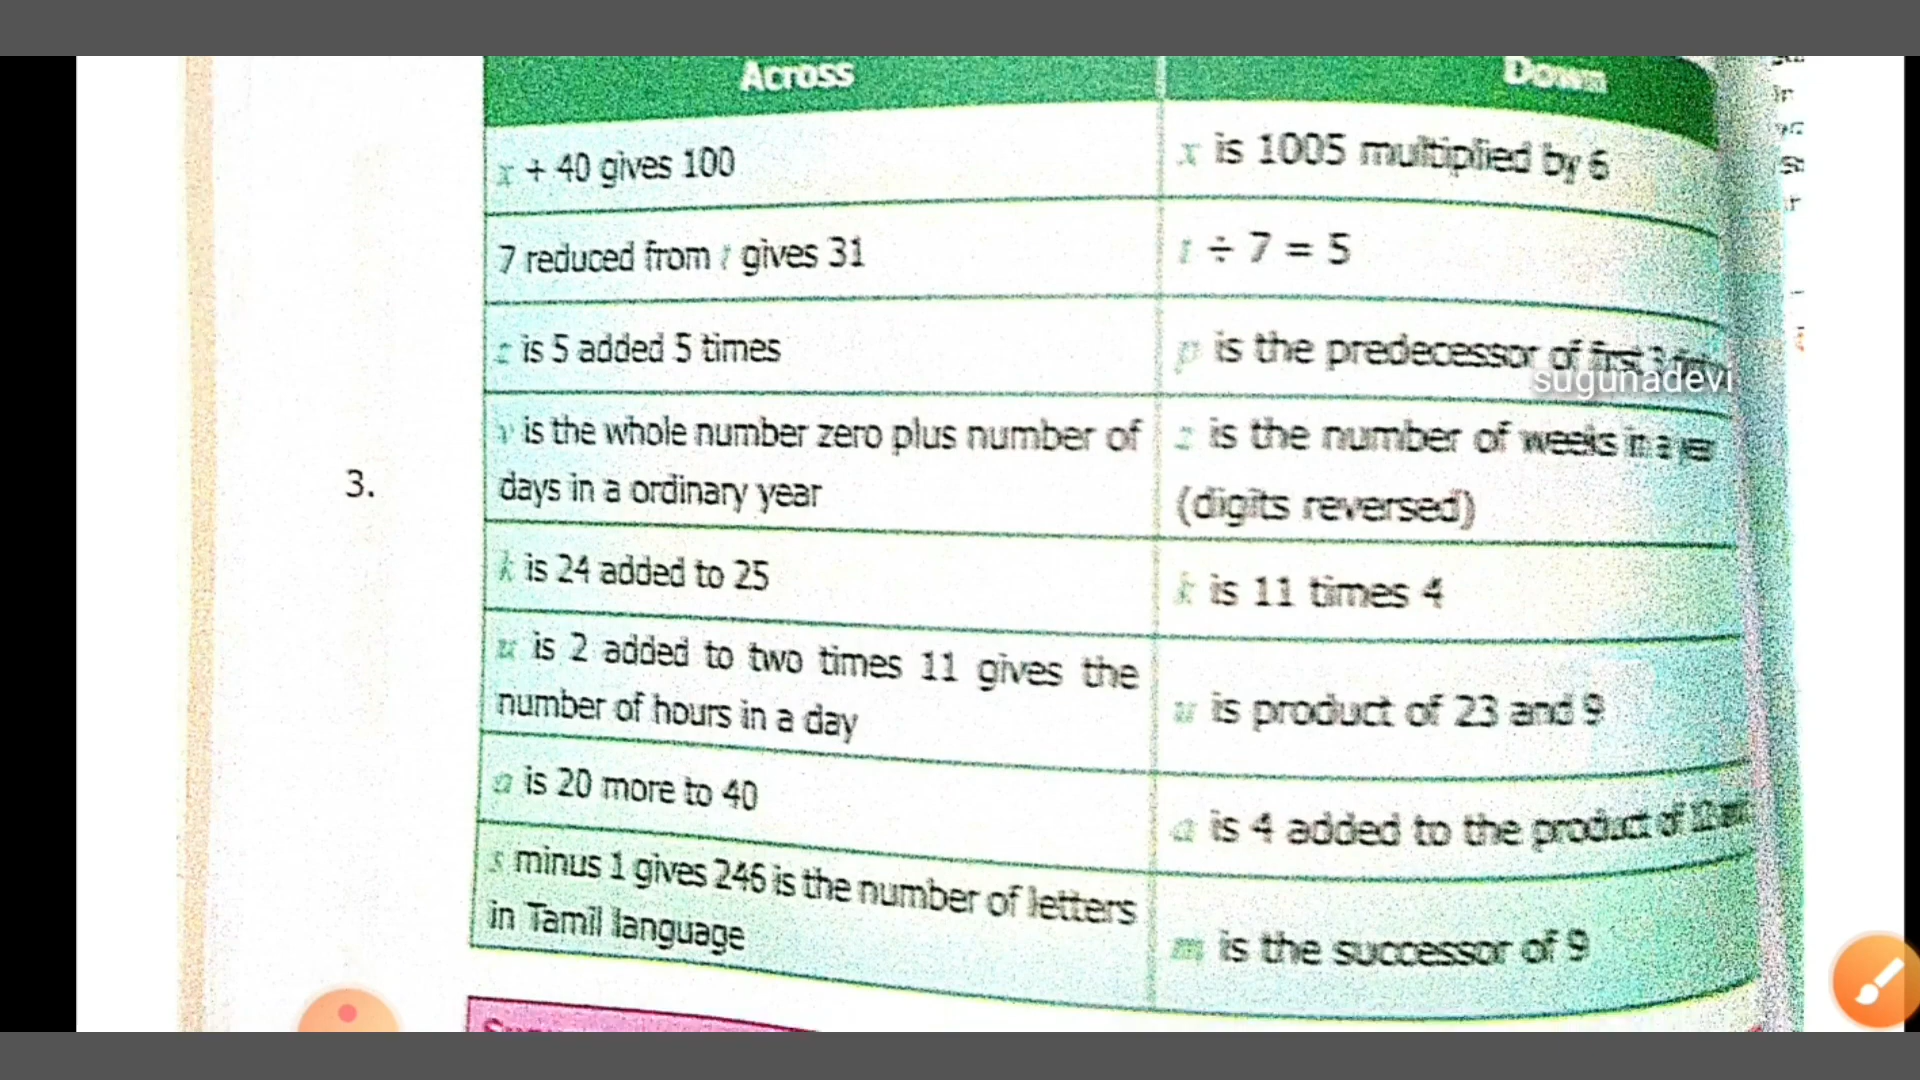 Across
Down
x + 40 gives 100
x is 1005 multiplied by 6
7 reduced from t gives 31
t ÷ 7 = 5
z is 5 added 5 times
p is the predecessor of first 3
sugunadevi
v is the whole number zero plus number of
days in a ordinary year
z is the number of weeks in a
(digits reversed)
3.
k is 24 added to 25
k is 11 times 4
u is 2 added to two times 11 gives the
number of hours in a day
u is product of 23 and 9
a is 20 more to 40
a is 4 added to the product of 12
s minus 1 gives 246 is the number of letters
in Tamil language
m is the successor of 9